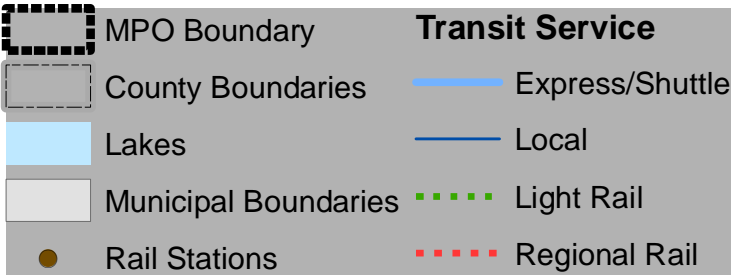 MPO Boundary
County Boundaries
Lakes
Municipal Boundaries
Rail Stations
Transit Service
Express/Shuttle
Local
Light Rail
Regional Rail